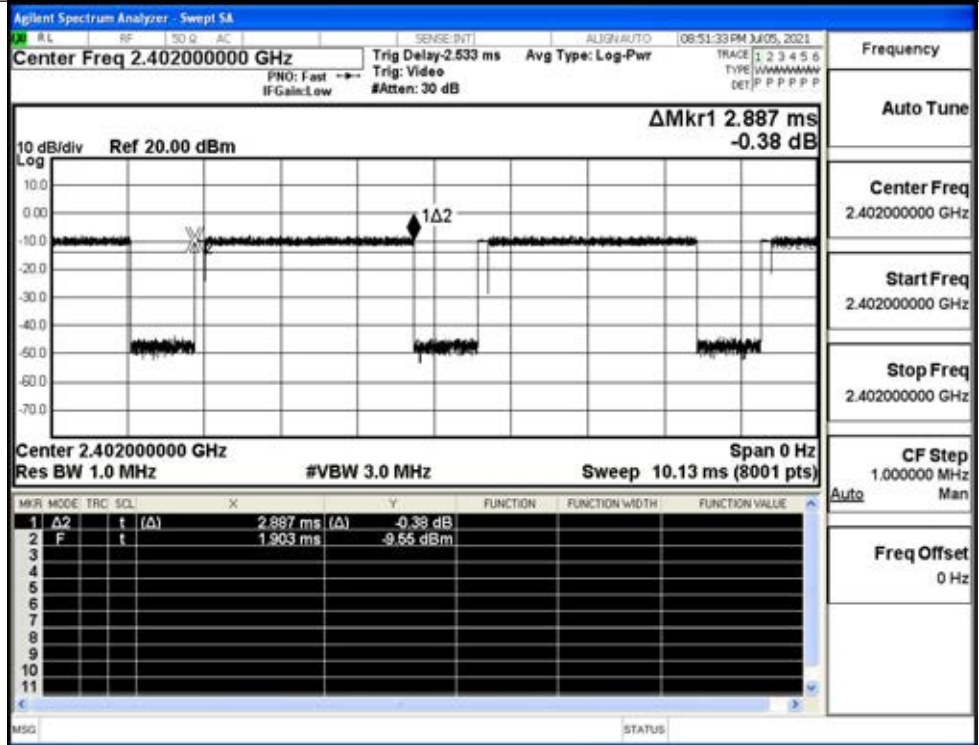 Agilent Spectrum Analyzer - Swept SA
RL RF 50 Ω AC SENSE:INT ALIGN AUTO 08:51:33 PM Jul 05, 2021
Center Freq 2.402000000 GHz
PNO: Fast
IFGain:Low
Trig Delay-2.533 ms
Trig: Video
#Atten: 30 dB
Avg Type: Log-Pwr
TRACE 1 2 3 4 5 6
TYPE WWWWWW
DET P P P P P P
ΔMkr1 2.887 ms
-0.38 dB
10 dB/div Ref 20.00 dBm
Log
10.0
0.00
-10.0
-20.0
-30.0
-40.0
-50.0
-60.0
-70.0
1Δ2
Center 2.402000000 GHz Span 0 Hz
Res BW 1.0 MHz #VBW 3.0 MHz Sweep 10.13 ms (8001 pts)
MKR MODE TRC SCL X Y FUNCTION FUNCTION WIDTH FUNCTION VALUE
1 Δ2 t (Δ) 2.887 ms (Δ) -0.38 dB
2 F t 1.903 ms -9.55 dBm
3
4
5
6
7
8
9
10
11
MSG STATUS
Frequency
Auto Tune
Center Freq
2.402000000 GHz
Start Freq
2.402000000 GHz
Stop Freq
2.402000000 GHz
CF Step
1.000000 MHz
Auto Man
Freq Offset
0 Hz